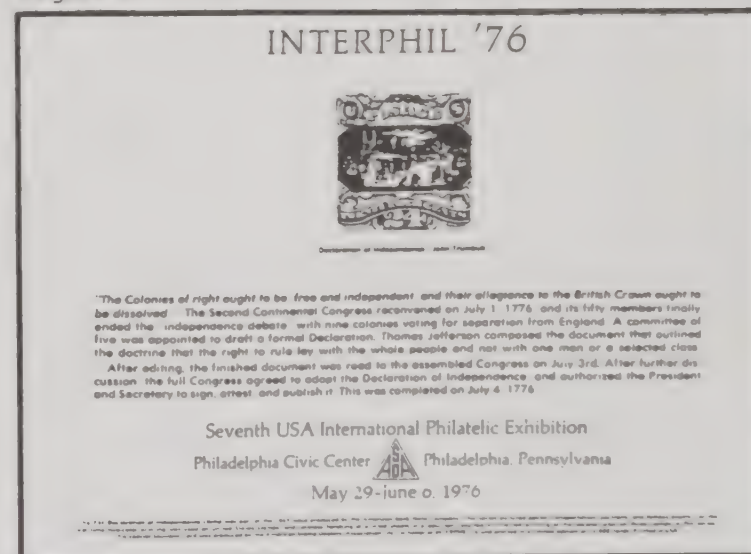 INTERPHIL '76
U S
Declaration of Independence - John Trumbull
"The Colonies of right ought to be free and independent and their allegiance to the British Crown ought to
be dissolved The Second Continental Congress reconvened on July 1 1776 and its fifty members finally
ended the independence debate with nine colonies voting for separation from England. A committee of
five was appointed to draft a formal Declaration. Thomas Jefferson composed the document that outlined
the doctrine that the right to rule lay with the whole people and not with one man or a selected class
After editing, the finished document was read to the assembled Congress on July 3rd. After further dis
cussion the full Congress agreed to adopt the Declaration of Independence and authorized the President
and Secretary to sign, attest and publish it This was completed on July 4 1776
Seventh USA International Philatelic Exhibition
Philadelphia Civic Center ASDA Philadelphia, Pennsylvania
May 29-June 6, 1976